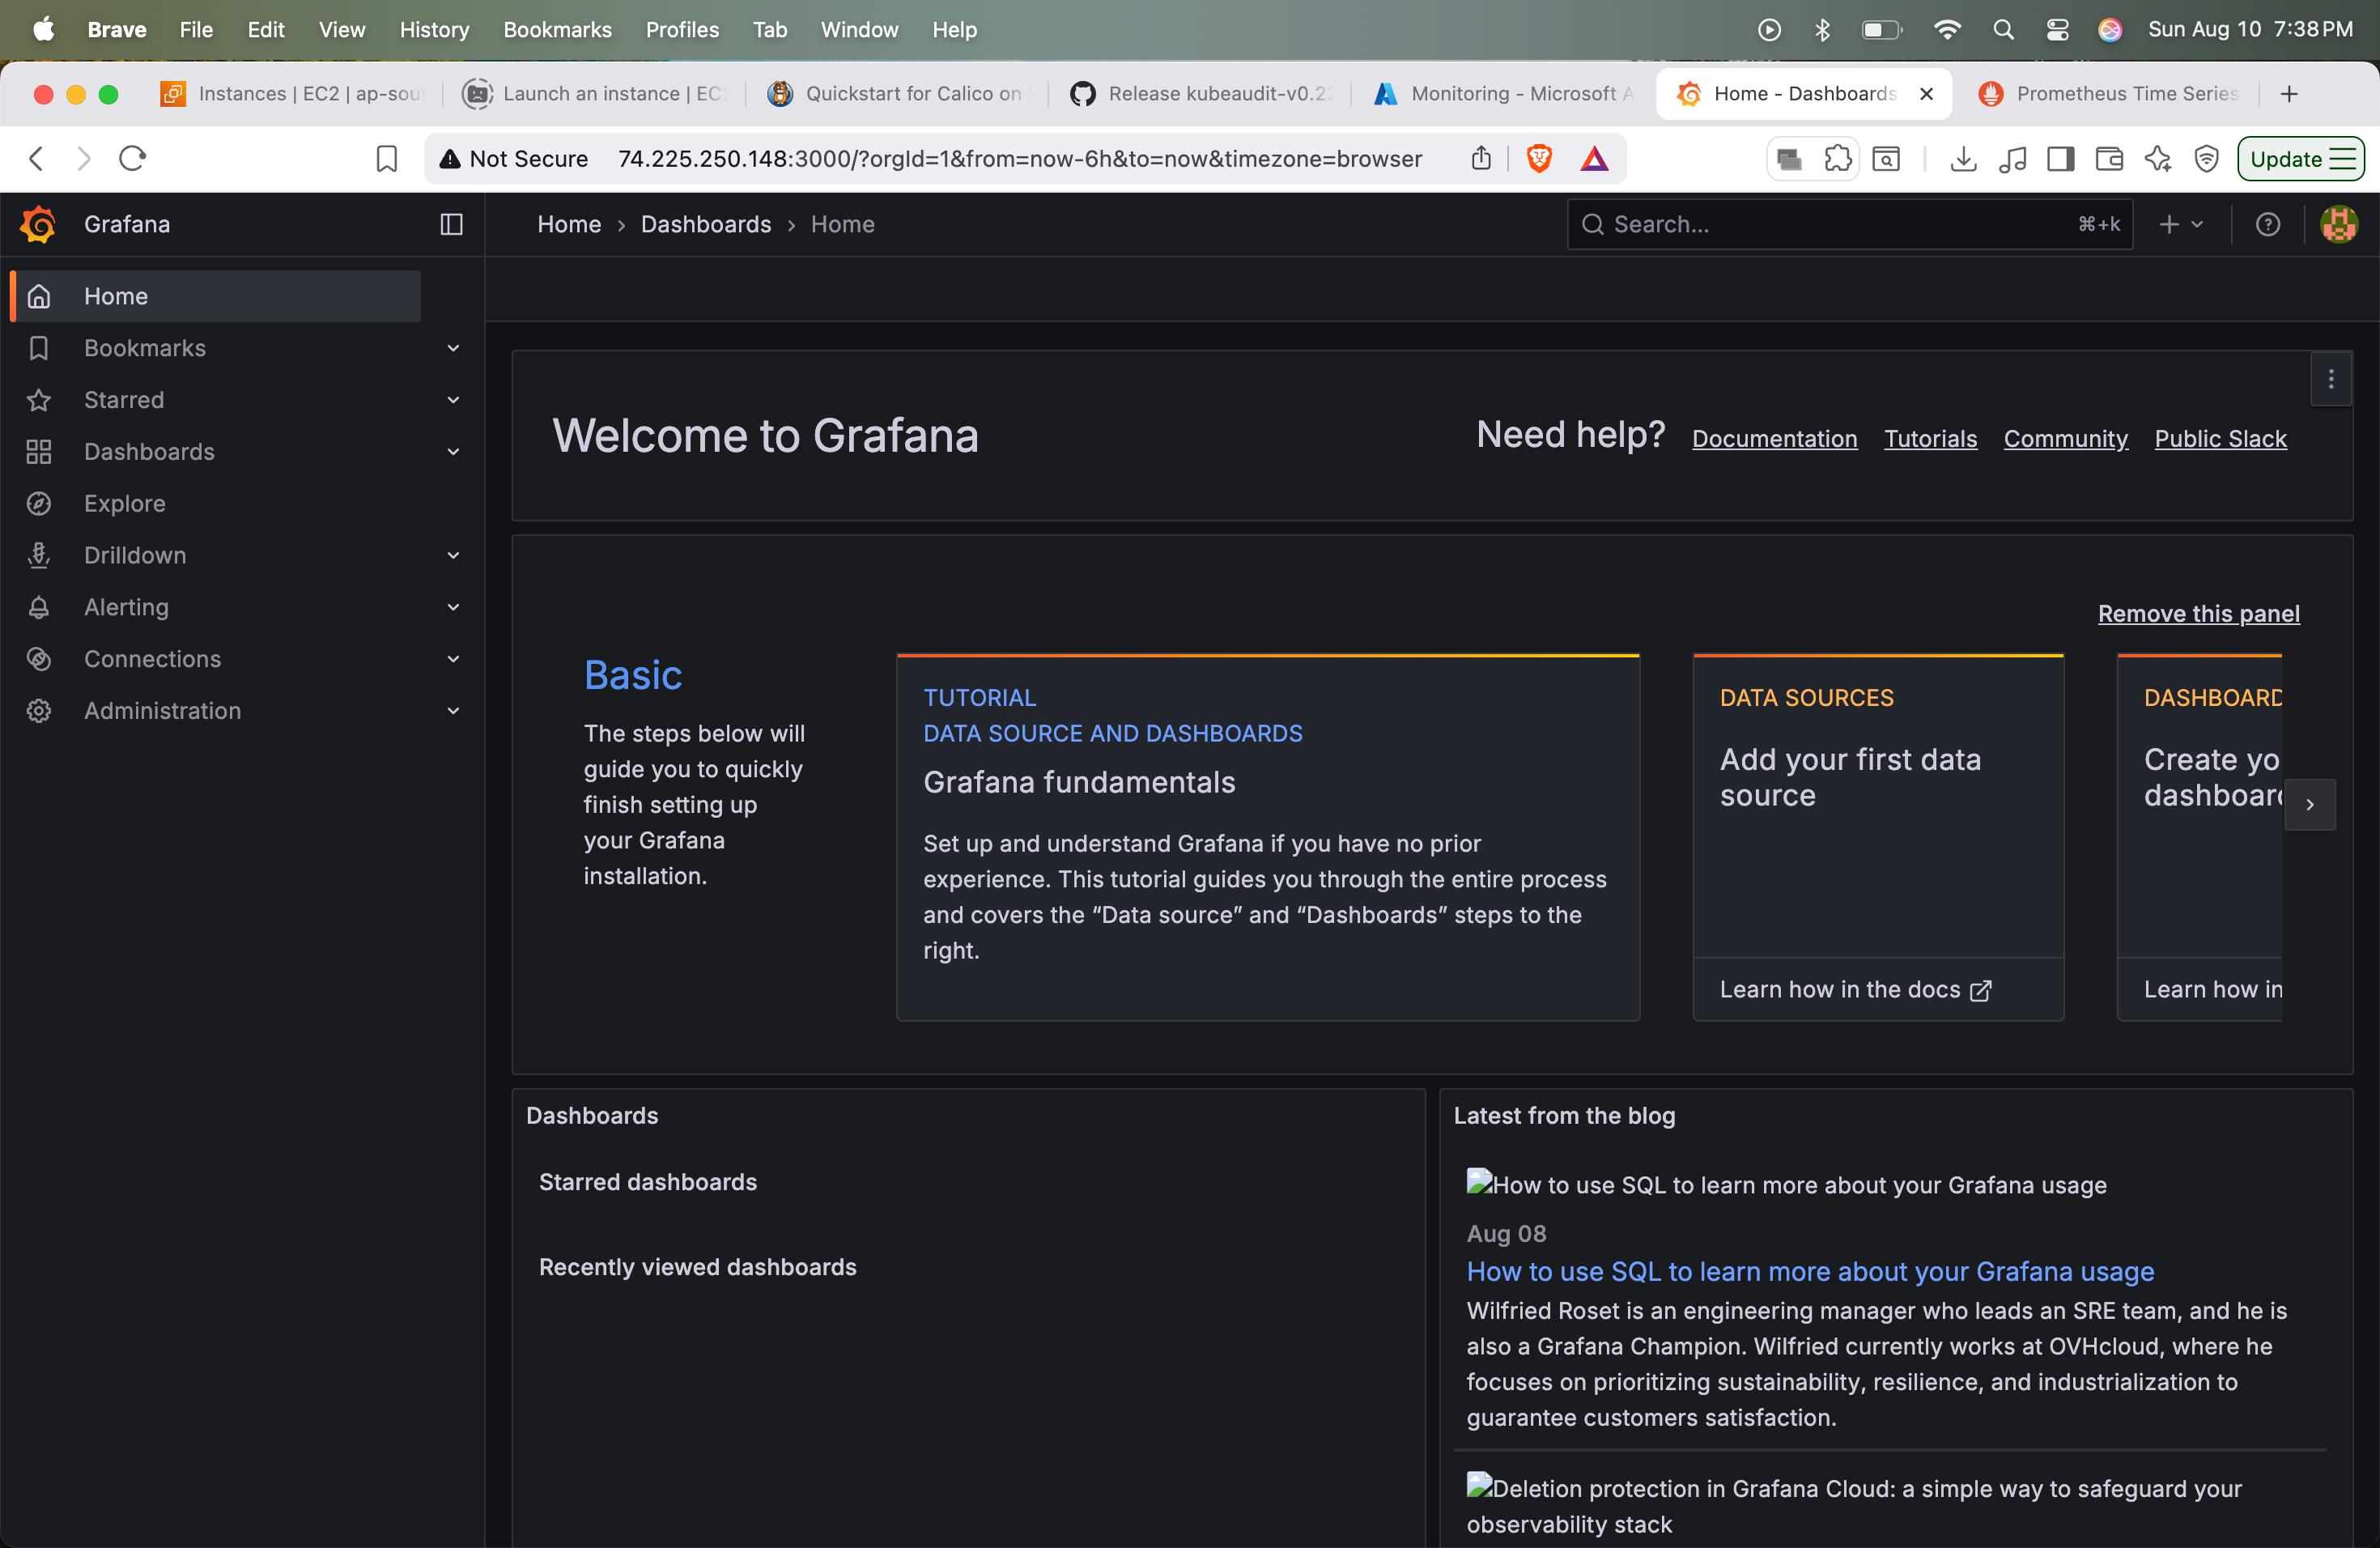 Brave File Edit View History Bookmarks Profiles Tab Window Help Sun Aug 10 7:38 PM
Instances | EC2 | ap-sou Launch an instance | EC2 Quickstart for Calico on Release kubeaudit-v0.22 Monitoring - Microsoft A Home - Dashboards Prometheus Time Series
Not Secure 74.225.250.148:3000/?orgId=1&from=now-6h&to=now&timezone=browser Update
Grafana
Home › Dashboards › Home
Search... ⌘+k
Home
Bookmarks
Starred
Dashboards
Explore
Drilldown
Alerting
Connections
Administration
Welcome to Grafana
Need help? Documentation Tutorials Community Public Slack
Remove this panel
Basic
The steps below will
guide you to quickly
finish setting up
your Grafana
installation.
TUTORIAL
DATA SOURCE AND DASHBOARDS
Grafana fundamentals
Set up and understand Grafana if you have no prior
experience. This tutorial guides you through the entire process
and covers the “Data source” and “Dashboards” steps to the
right.
DATA SOURCES
Add your first data
source
Learn how in the docs
DASHBOARD
Create yo
dashboard
Learn how in
Dashboards
Starred dashboards
Recently viewed dashboards
Latest from the blog
How to use SQL to learn more about your Grafana usage
Aug 08
How to use SQL to learn more about your Grafana usage
Wilfried Roset is an engineering manager who leads an SRE team, and he is
also a Grafana Champion. Wilfried currently works at OVHcloud, where he
focuses on prioritizing sustainability, resilience, and industrialization to
guarantee customers satisfaction.
Deletion protection in Grafana Cloud: a simple way to safeguard your
observability stack